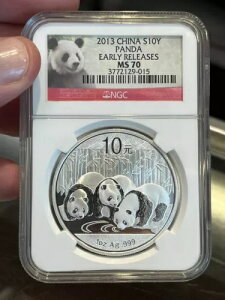 2013 CHINA S10Y
PANDA
EARLY RELEASES
MS 70
3772129-015
NGC
10元
1oz Ag .999